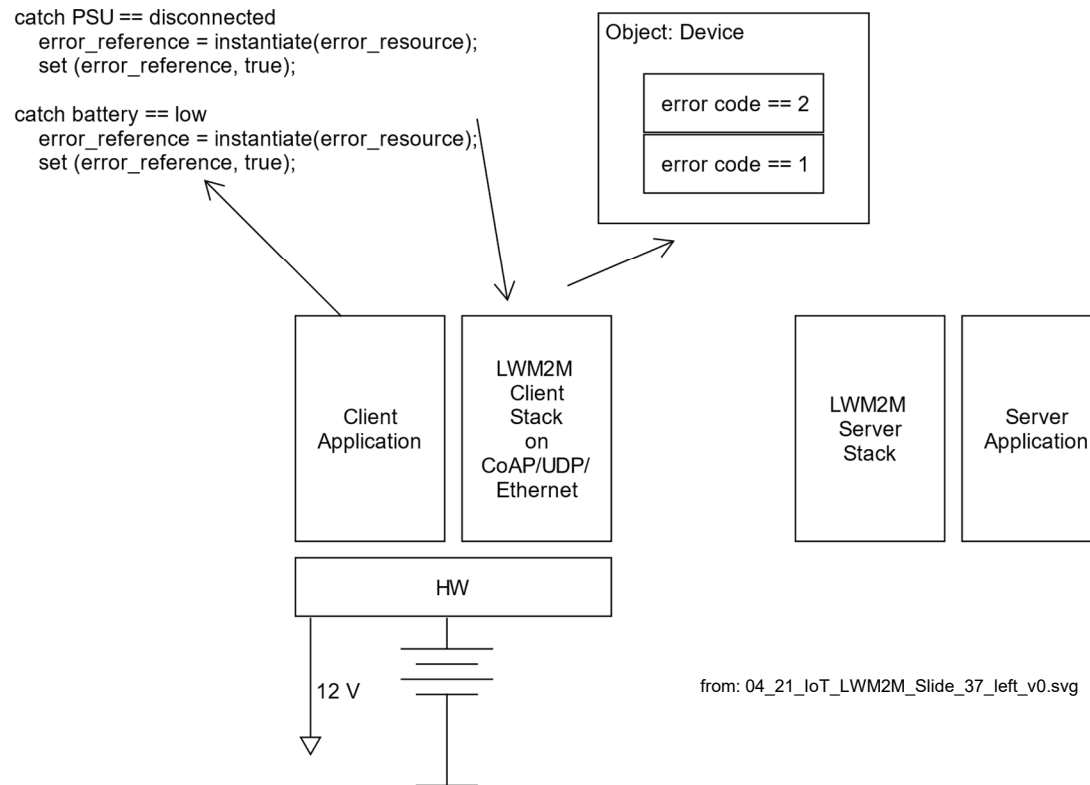 catch PSU == disconnected
error_reference = instantiate(error_resource);
set (error_reference, true);
catch battery == low
error_reference = instantiate(error_resource);
set (error_reference, true);
Object: Device
error code == 2
error code == 1
Client
Application
LWM2M
Client
Stack
on
CoAP/UDP/
Ethernet
LWM2M
Server
Stack
Server
Application
HW
12 V
from: 04_21_IoT_LWM2M_Slide_37_left_v0.svg